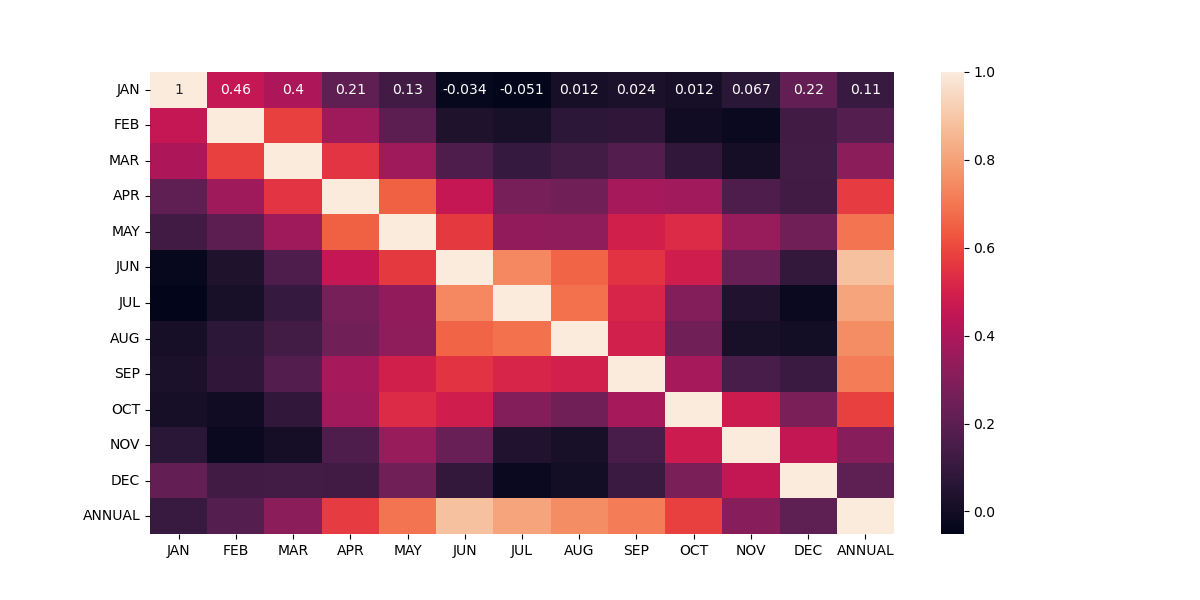 JAN 1 0.46 0.4 0.21 0.13 -0.034 -0.051 0.012 0.024 0.012 0.067 0.22 0.11
FEB
MAR
APR
MAY
JUN
JUL
AUG
SEP
OCT
NOV
DEC
ANNUAL
JAN FEB MAR APR MAY JUN JUL AUG SEP OCT NOV DEC ANNUAL
1.0
0.8
0.6
0.4
0.2
0.0